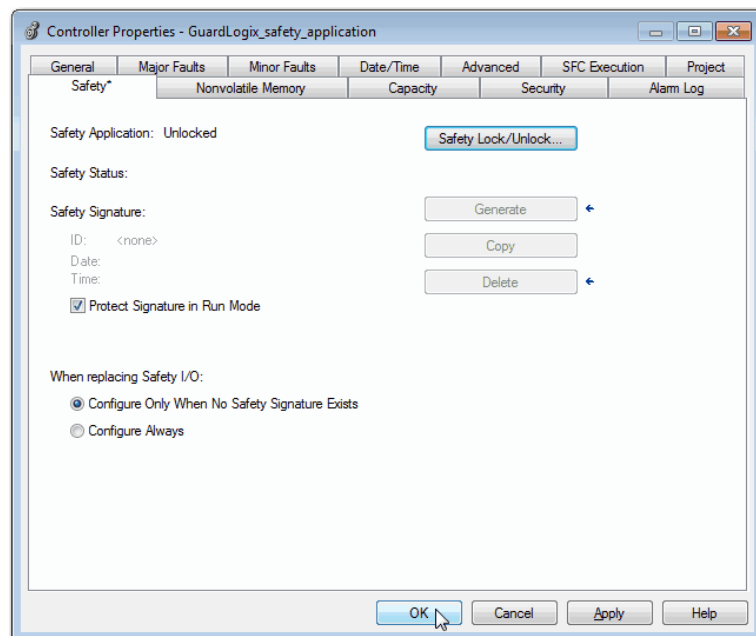 Controller Properties - GuardLogix_safety_application
General Major Faults Minor Faults Date/Time Advanced SFC Execution Project
Safety* Nonvolatile Memory Capacity Security Alarm Log
Safety Application: Unlocked Safety Lock/Unlock...
Safety Status:
Safety Signature: Generate
ID: <none> Copy
Date:
Time: Delete
Protect Signature in Run Mode
When replacing Safety I/O:
Configure Only When No Safety Signature Exists
Configure Always
OK Cancel Apply Help